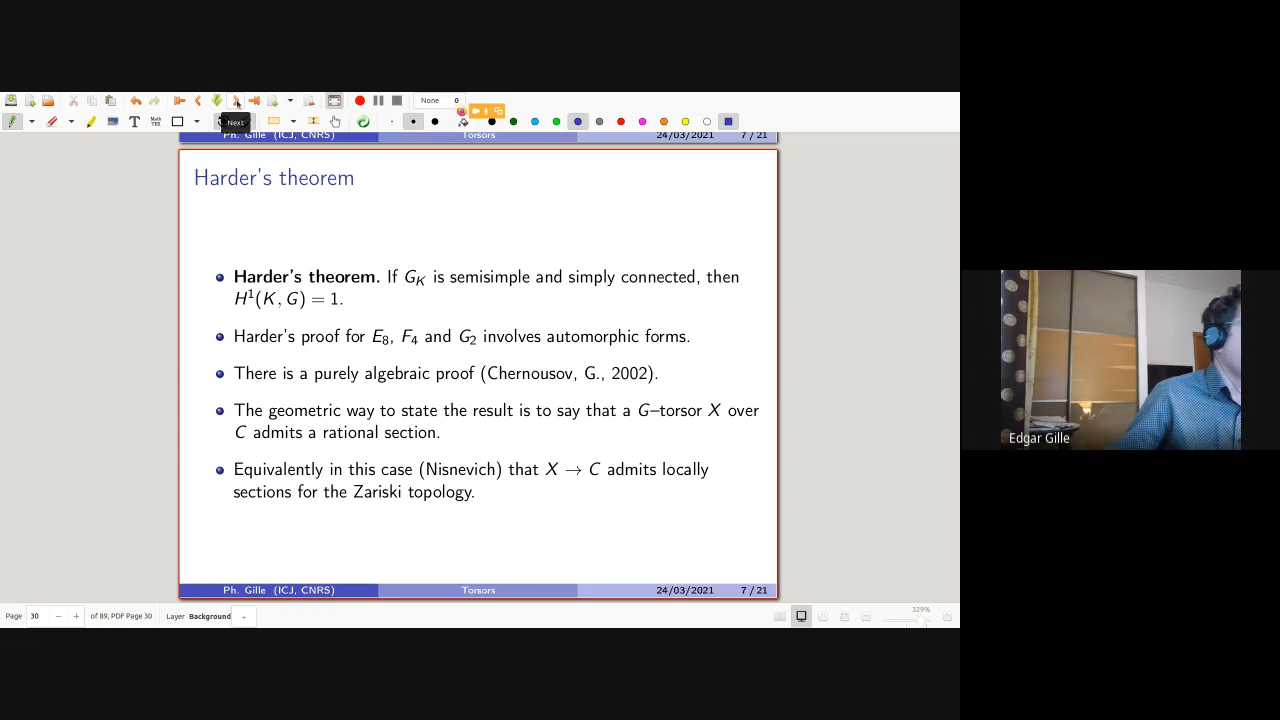 None 0
T Math TEX
Next
Ph. Gille (ICJ, CNRS) Torsors 24/03/2021 7 / 21
Harder's theorem
Harder's theorem. If G_K is semisimple and simply connected, then
H¹(K, G) = 1.
Harder's proof for E₈, F₄ and G₂ involves automorphic forms.
There is a purely algebraic proof (Chernousov, G., 2002).
The geometric way to state the result is to say that a G–torsor X over
C admits a rational section.
Equivalently in this case (Nisnevich) that X → C admits locally
sections for the Zariski topology.
Edgar Gille
Ph. Gille (ICJ, CNRS) Torsors 24/03/2021 7 / 21
Page 30 − + of 89, PDF Page 30 Layer Background 329%